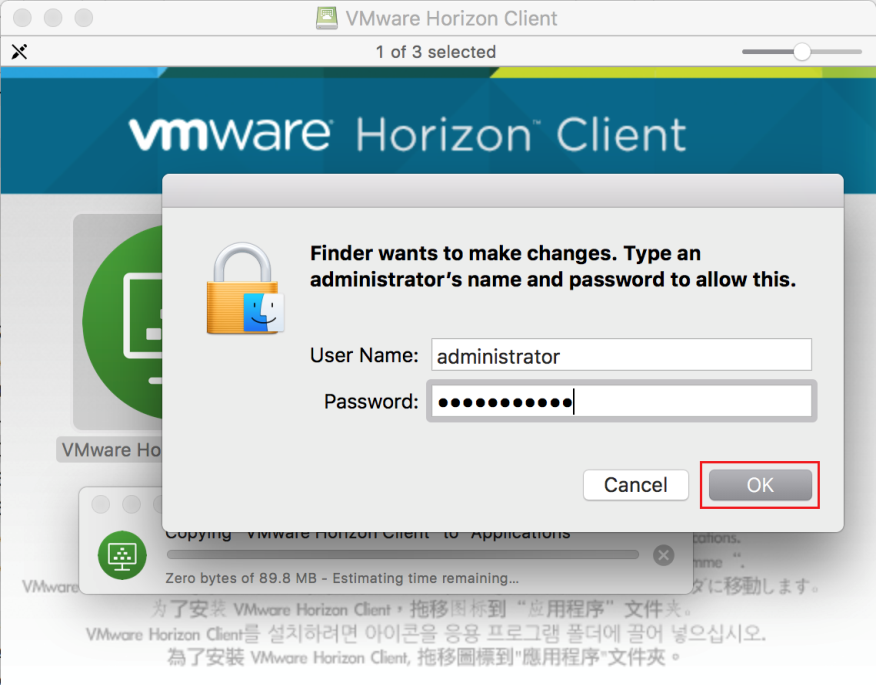 VMware Horizon Client
1 of 3 selected
vmware Horizon™ Client
Finder wants to make changes. Type an
administrator's name and password to allow this.
User Name: administrator
Password: ●●●●●●●●●●●
Cancel OK
VMware Ho
Copying "VMware Horizon Client" to "Applications"
Zero bytes of 89.8 MB - Estimating time remaining...
cations.
mme “.
VMware ダに移動します。
为了安装 VMware Horizon Client，拖移图标到“应用程序”文件夹。
VMware Horizon Client를 설치하려면 아이콘을 응용 프로그램 폴더에 끌어 넣으십시오.
為了安裝 VMware Horizon Client, 拖移圖標到"應用程序"文件夾。